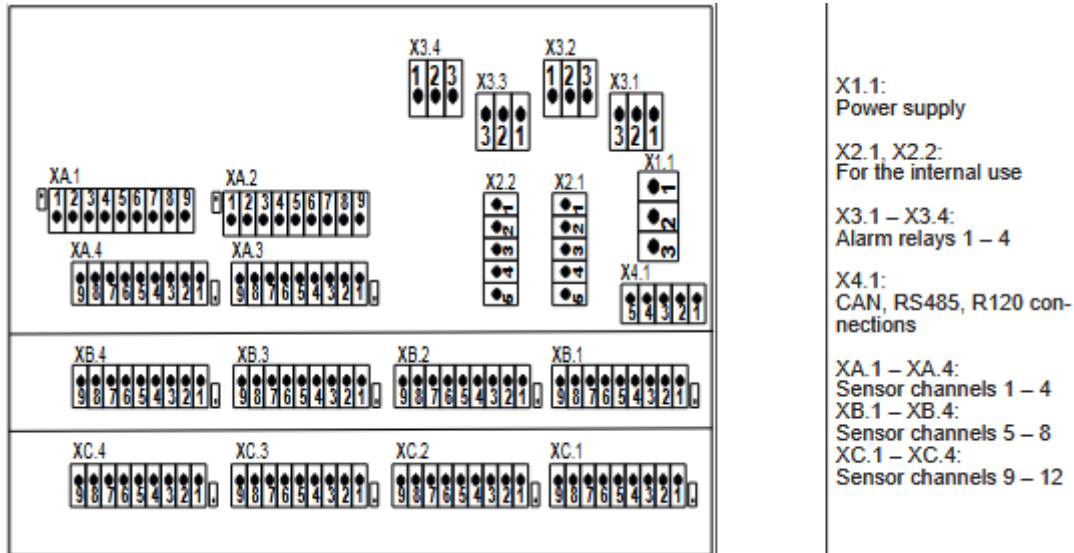 X3.4
X3.2
1 2 3
1 2 3
X3.3
X3.1
3 2 1
3 2 1
X1.1
1
2
3
XA.1
XA.2
1 2 3 4 5 6 7 8 9
1 2 3 4 5 6 7 8 9
X2.2
X2.1
1
2
3
4
5
1
2
3
4
5
XA.4
XA.3
9 8 7 6 5 4 3 2 1
9 8 7 6 5 4 3 2 1
X4.1
5 4 3 2 1
XB.4
XB.3
XB.2
XB.1
9 8 7 6 5 4 3 2 1
9 8 7 6 5 4 3 2 1
9 8 7 6 5 4 3 2 1
9 8 7 6 5 4 3 2 1
XC.4
XC.3
XC.2
XC.1
9 8 7 6 5 4 3 2 1
9 8 7 6 5 4 3 2 1
9 8 7 6 5 4 3 2 1
9 8 7 6 5 4 3 2 1
X1.1:
Power supply
X2.1, X2.2:
For the internal use
X3.1 – X3.4:
Alarm relays 1 – 4
X4.1:
CAN, RS485, R120 con-
nections
XA.1 – XA.4:
Sensor channels 1 – 4
XB.1 – XB.4:
Sensor channels 5 – 8
XC.1 – XC.4:
Sensor channels 9 – 12